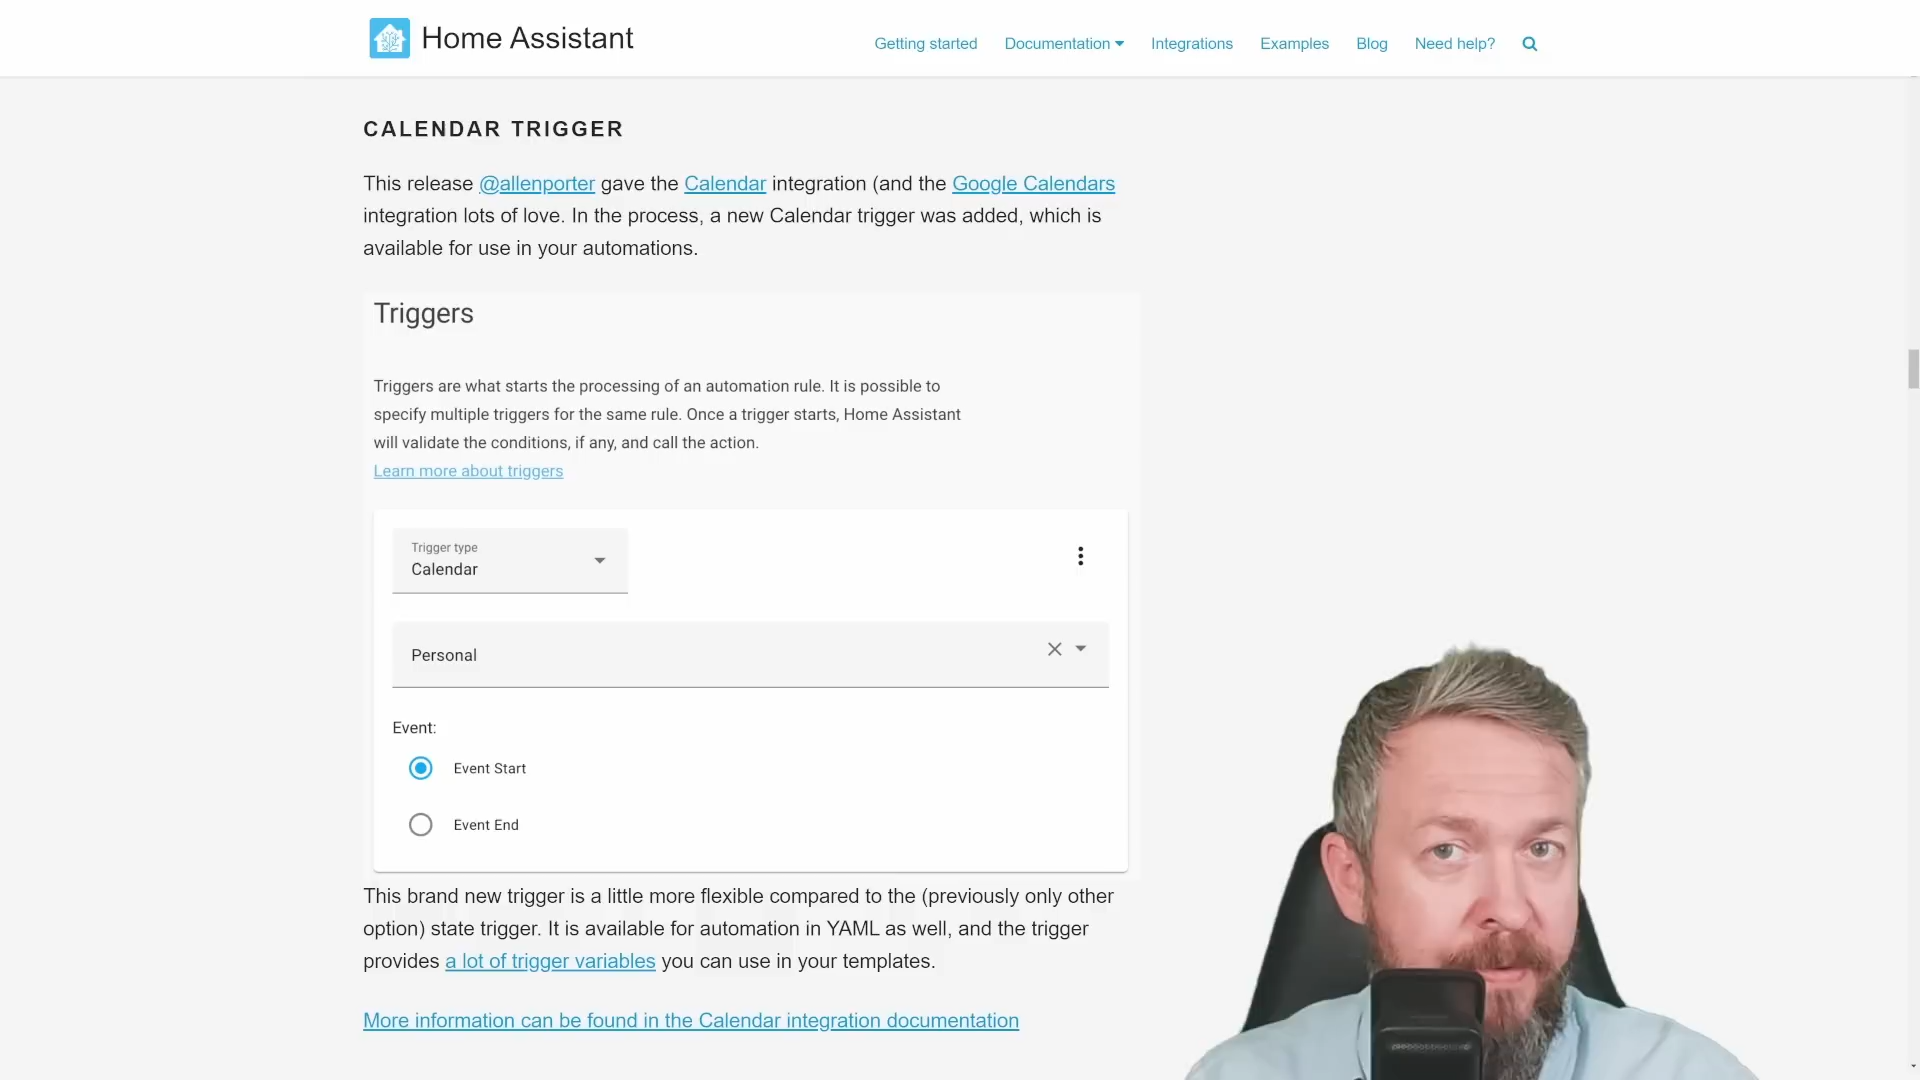 Home Assistant
Getting started
Documentation
Integrations
Examples
Blog
Need help?
CALENDAR TRIGGER
This release @allenporter gave the Calendar integration (and the Google Calendars
integration lots of love. In the process, a new Calendar trigger was added, which is
available for use in your automations.
Triggers
Triggers are what starts the processing of an automation rule. It is possible to
specify multiple triggers for the same rule. Once a trigger starts, Home Assistant
will validate the conditions, if any, and call the action.
Learn more about triggers
Trigger type
Calendar
Personal
Event:
Event Start
Event End
This brand new trigger is a little more flexible compared to the (previously only other
option) state trigger. It is available for automation in YAML as well, and the trigger
provides a lot of trigger variables you can use in your templates.
More information can be found in the Calendar integration documentation